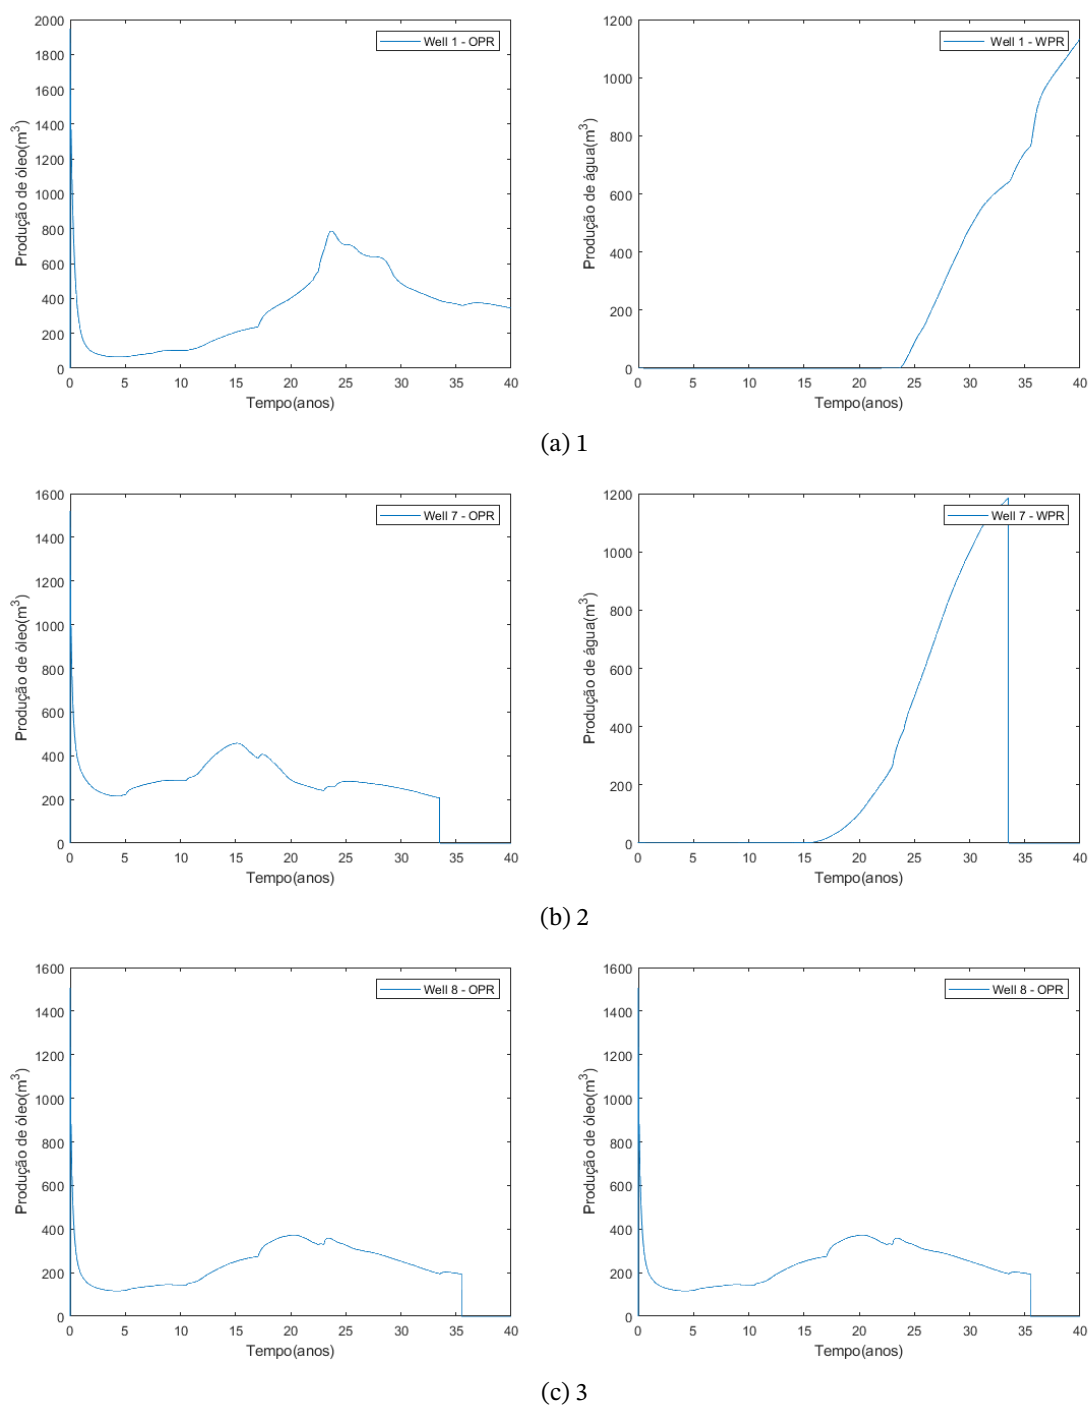 2000
1800
1600
1400
1200
1000
800
600
400
200
0
Produção de óleo(m³)
Well 1 - OPR
0 5 10 15 20 25 30 35 40
Tempo(anos)
1200
1000
800
600
400
200
0
Produção de água(m³)
Well 1 - WPR
0 5 10 15 20 25 30 35 40
Tempo(anos)
(a) 1
1600
1400
1200
1000
800
600
400
200
0
Produção de óleo(m³)
Well 7 - OPR
0 5 10 15 20 25 30 35 40
Tempo(anos)
1200
1000
800
600
400
200
0
Produção de água(m³)
Well 7 - WPR
0 5 10 15 20 25 30 35 40
Tempo(anos)
(b) 2
1600
1400
1200
1000
800
600
400
200
0
Produção de óleo(m³)
Well 8 - OPR
0 5 10 15 20 25 30 35 40
Tempo(anos)
1600
1400
1200
1000
800
600
400
200
0
Produção de óleo(m³)
Well 8 - OPR
0 5 10 15 20 25 30 35 40
Tempo(anos)
(c) 3